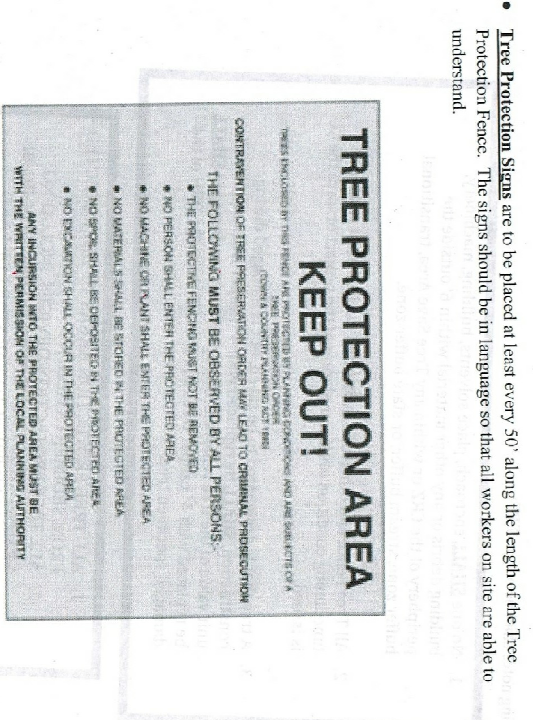 • Tree Protection Signs are to be placed at least every 50' along the length of the Tree
Protection Fence. The signs should be in language so that all workers on site are able to
understand.
TREE PROTECTION AREA
KEEP OUT!
TREES ENCLOSED BY THIS FENCE ARE PROTECTED BY PLANNING CONDITIONS AND ARE SUBJECTS OF A
TREE PRESERVATION ORDER
(TOWN & COUNTRY PLANNING ACT 1990)
CONTRAVENTION OF TREE PRESERVATION ORDER MAY LEAD TO CRIMINAL PROSECUTION
THE FOLLOWING MUST BE OBSERVED BY ALL PERSONS:-
• THE PROTECTIVE FENCING MUST NOT BE REMOVED
• NO PERSON SHALL ENTER THE PROTECTED AREA
• NO MACHINE OR PLANT SHALL ENTER THE PROTECTED AREA
• NO MATERIALS SHALL BE STORED IN THE PROTECTED AREA
• NO SPOIL SHALL BE DEPOSITED IN THE PROTECTED AREA
• NO EXCAVATION SHALL OCCUR IN THE PROTECTED AREA
ANY INCURSION INTO THE PROTECTED AREA MUST BE
WITH THE WRITTEN PERMISSION OF THE LOCAL PLANNING AUTHORITY